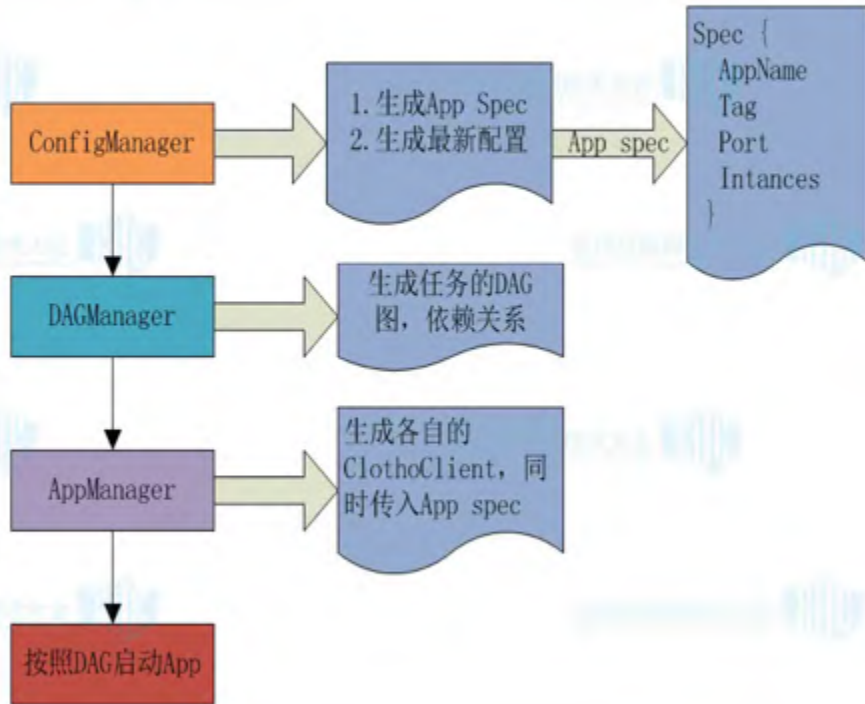 ConfigManager
1.生成App Spec
2.生成最新配置
App spec
Spec {
AppName
Tag
Port
Intances
}
DAGManager
生成任务的DAG
图，依赖关系
AppManager
生成各自的
ClothoClient，同
时传入App spec
按照DAG启动App